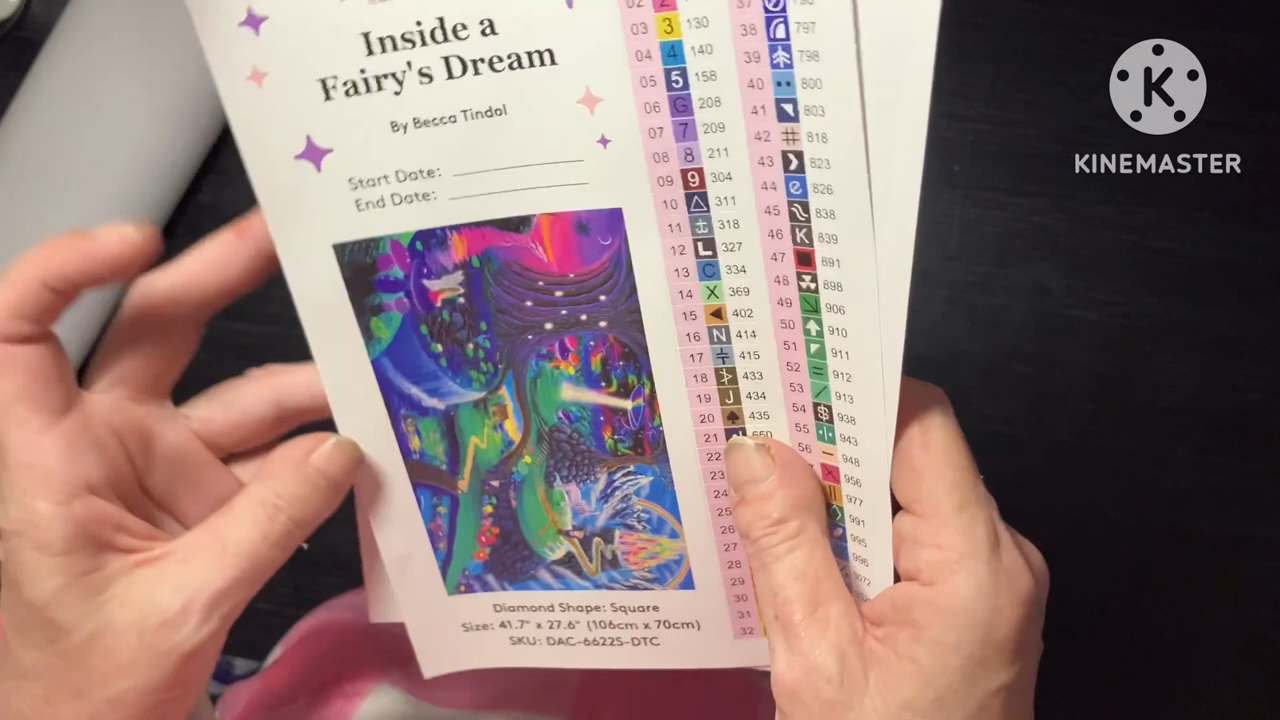 Inside a
Fairy's Dream
By Becca Tindol
Start Date:
End Date:
Diamond Shape: Square
Size: 41.7" x 27.6" (106cm x 70cm)
SKU: DAC-6622S-DTC
02 2
03 3 130
04 4 140
05 5 158
06 G 208
07 7 209
08 8 211
09 9 304
10 311
11 318
12 L 327
13 C 334
14 X 369
15 402
16 N 414
17 415
18 433
19 J 434
20 435
21 550
22
23
24
25
26
27
28
29
30
31
32
37
38 797
39 798
40 800
41 803
42 # 818
43 823
44 e 826
45 838
46 K 839
47 891
48 898
49 906
50 910
51 911
52 = 912
53 / 913
54 $ 938
55 943
56 − 948
956
977
991
995
996
K
KINEMASTER